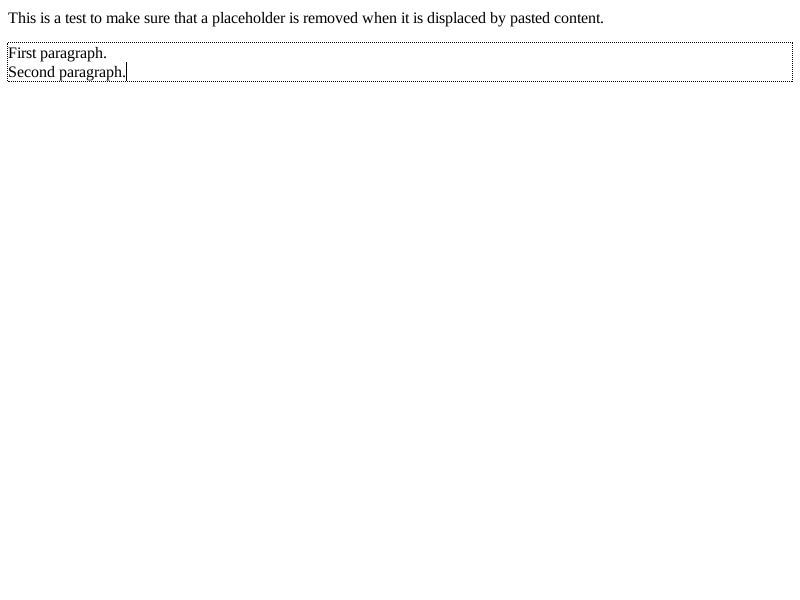 This is a test to make sure that a placeholder is removed when it is displaced by pasted content.
First paragraph.
Second paragraph.